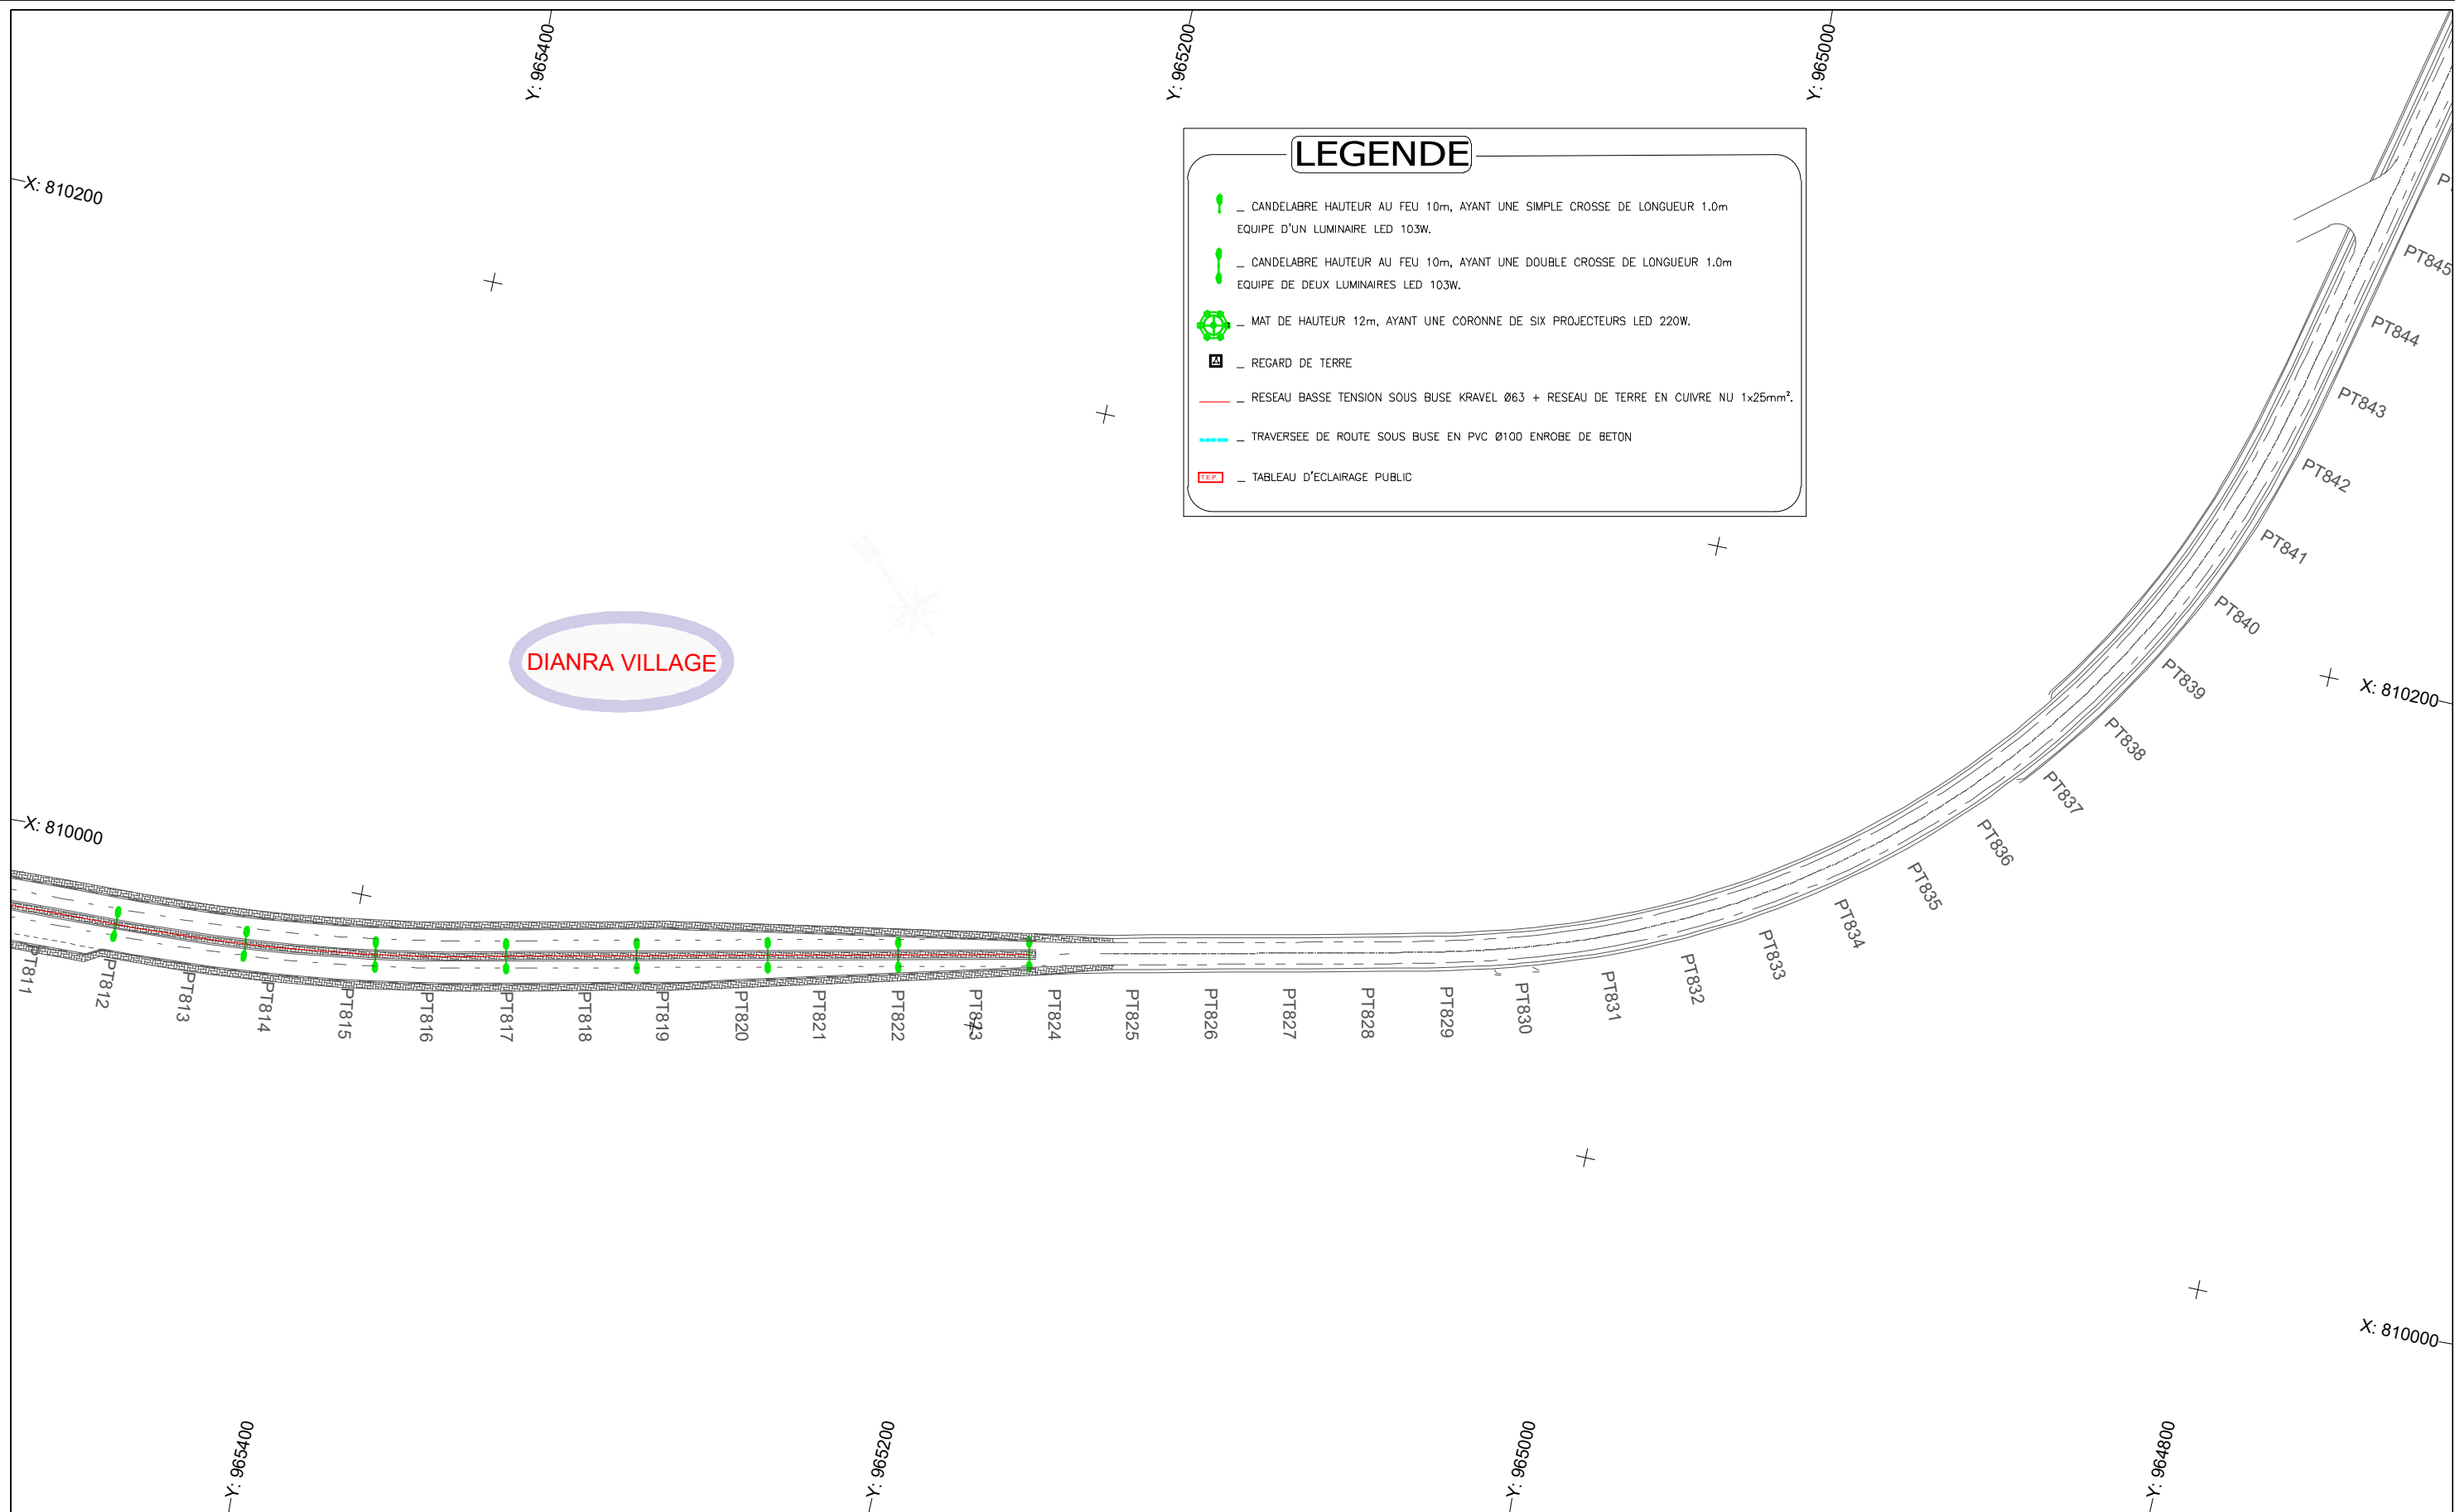 Y: 965400
Y: 965200
Y: 965000
X: 810200
LEGENDE
_ CANDELABRE HAUTEUR AU FEU 10m, AYANT UNE SIMPLE CROSSE DE LONGUEUR 1.0m
EQUIPE D'UN LUMINAIRE LED 103W.
_ CANDELABRE HAUTEUR AU FEU 10m, AYANT UNE DOUBLE CROSSE DE LONGUEUR 1.0m
EQUIPE DE DEUX LUMINAIRES LED 103W.
_ MAT DE HAUTEUR 12m, AYANT UNE CORONNE DE SIX PROJECTEURS LED 220W.
_ REGARD DE TERRE
_ RESEAU BASSE TENSION SOUS BUSE KRAVEL Ø63 + RESEAU DE TERRE EN CUIVRE NU 1x25mm².
_ TRAVERSEE DE ROUTE SOUS BUSE EN PVC Ø100 ENROBE DE BETON
T.E.P. _ TABLEAU D'ECLAIRAGE PUBLIC
PT845
PT844
PT843
PT842
PT841
PT840
PT839
PT838
PT837
PT836
PT835
PT834
PT833
PT832
PT831
PT830
PT829
PT828
PT827
PT826
PT825
PT824
PT823
PT822
PT821
PT820
PT819
PT818
PT817
PT816
PT815
PT814
PT813
PT812
PT811
DIANRA VILLAGE
X: 810200
X: 810000
X: 810000
Y: 965400
Y: 965200
Y: 965000
Y: 964800